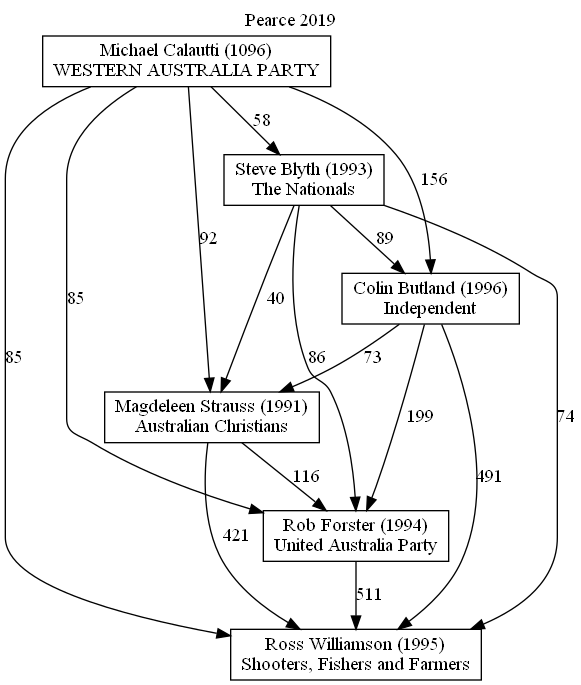 Pearce 2019
Michael Calautti (1096)
WESTERN AUSTRALIA PARTY
58
Steve Blyth (1993)
The Nationals
156
92
89
Colin Butland (1996)
Independent
85
40
85
86
73
Magdeleen Strauss (1991)
Australian Christians
199
74
116
491
Rob Forster (1994)
United Australia Party
421
511
Ross Williamson (1995)
Shooters, Fishers and Farmers